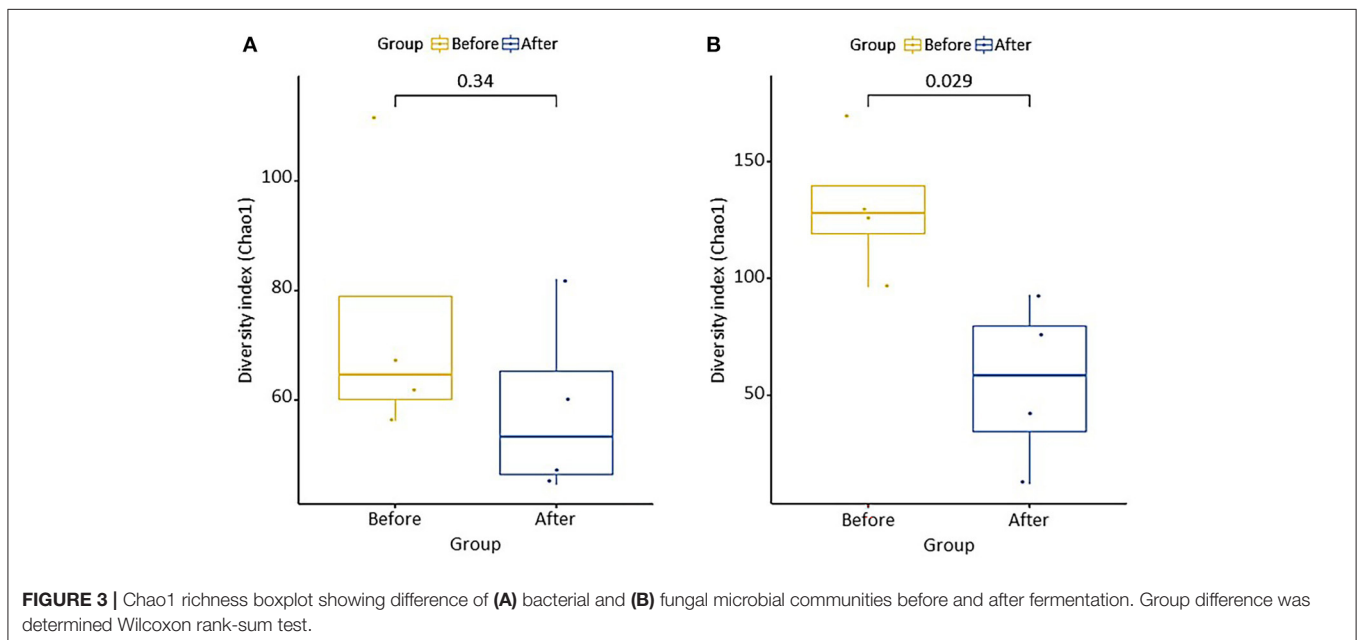 A
Group Before After
0.34
Diversity index (Chao1)
100
80
60
Before After
Group
B
Group Before After
0.029
Diversity index (Chao1)
150
100
50
Before After
Group
FIGURE 3 | Chao1 richness boxplot showing difference of (A) bacterial and (B) fungal microbial communities before and after fermentation. Group difference was
determined Wilcoxon rank-sum test.